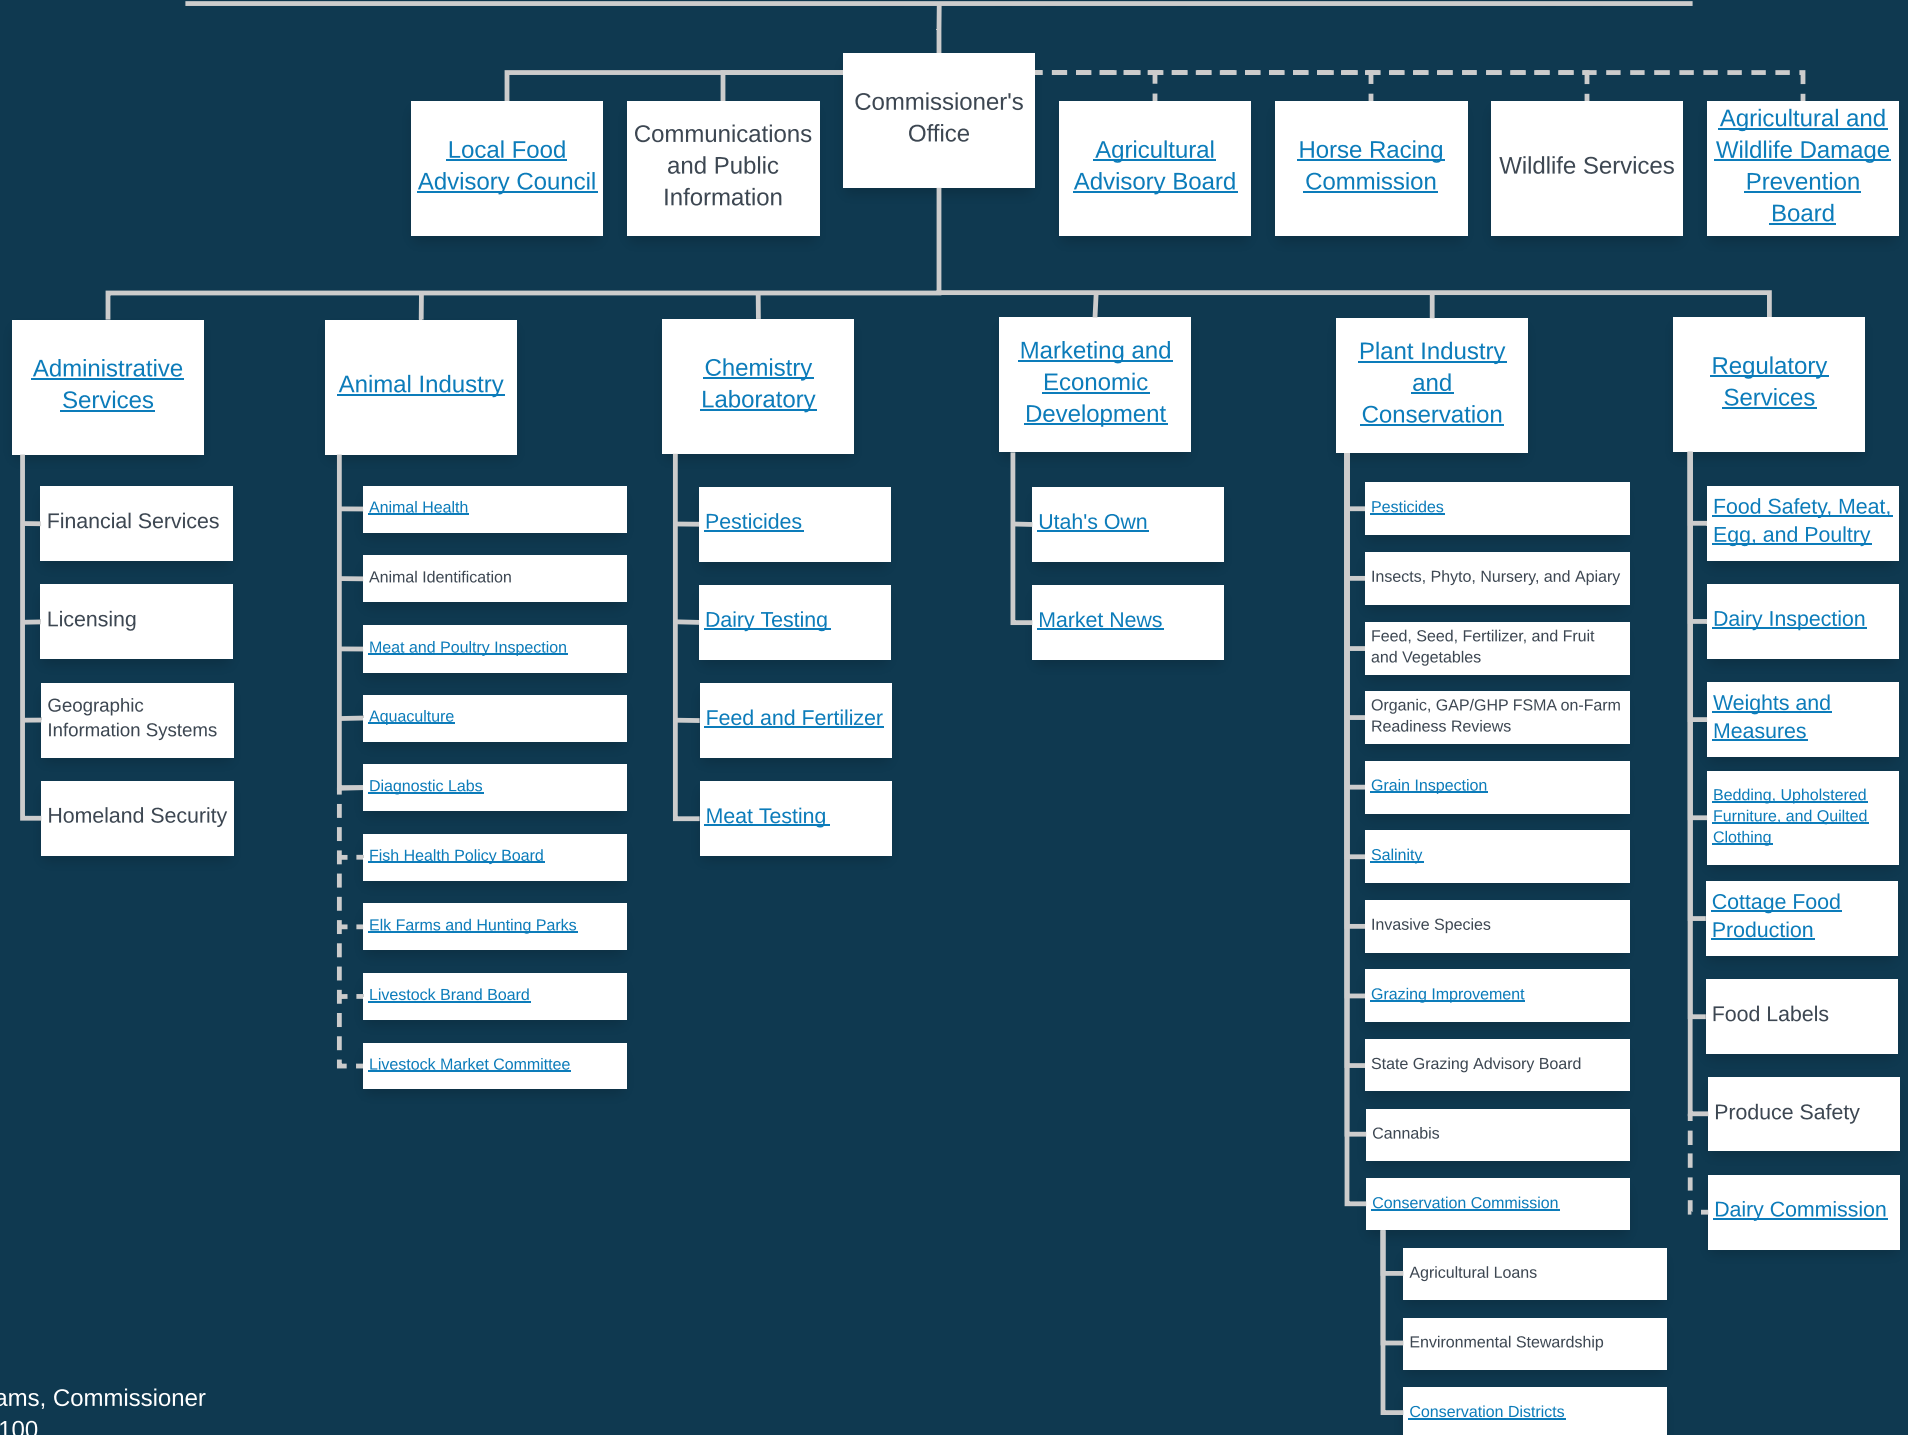 Commissioner's
Office
Local Food
Advisory Council
Communications
and Public
Information
Agricultural
Advisory Board
Horse Racing
Commission
Wildlife Services
Agricultural and
Wildlife Damage
Prevention
Board
Administrative
Services
Financial Services
Licensing
Geographic
Information Systems
Homeland Security
Animal Industry
Animal Health
Animal Identification
Meat and Poultry Inspection
Aquaculture
Diagnostic Labs
Fish Health Policy Board
Elk Farms and Hunting Parks
Livestock Brand Board
Livestock Market Committee
Chemistry
Laboratory
Pesticides
Dairy Testing
Feed and Fertilizer
Meat Testing
Marketing and
Economic
Development
Utah's Own
Market News
Plant Industry
and
Conservation
Pesticides
Insects, Phyto, Nursery, and Apiary
Feed, Seed, Fertilizer, and Fruit
and Vegetables
Organic, GAP/GHP FSMA on-Farm
Readiness Reviews
Grain Inspection
Salinity
Invasive Species
Grazing Improvement
State Grazing Advisory Board
Cannabis
Conservation Commission
Agricultural Loans
Environmental Stewardship
Conservation Districts
Regulatory
Services
Food Safety, Meat,
Egg, and Poultry
Dairy Inspection
Weights and
Measures
Bedding, Upholstered
Furniture, and Quilted
Clothing
Cottage Food
Production
Food Labels
Produce Safety
Dairy Commission
ams, Commissioner
100